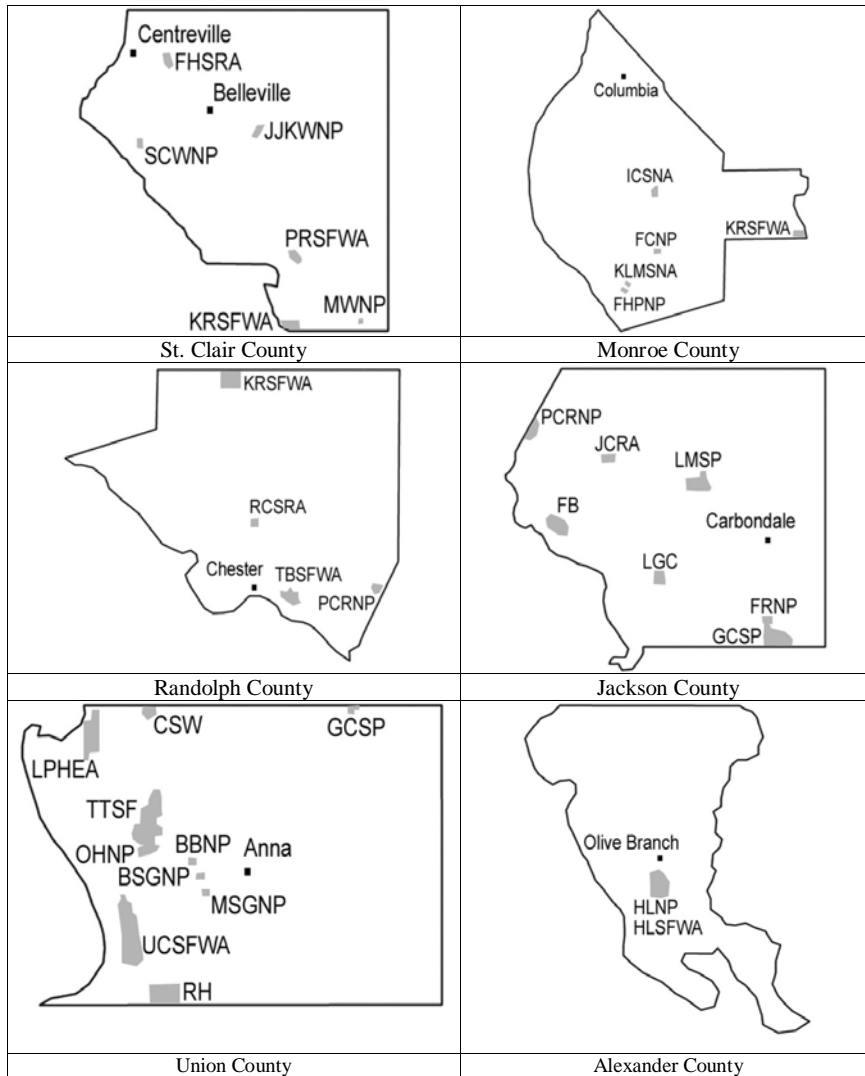 Centreville
FHSRA
Belleville
JJKWNP
SCWNP
PRSFWA
MWNP
KRSFWA
St. Clair County
Columbia
ICSNA
KRSFWA
FCNP
KLMSNA
FHPNP
Monroe County
KRSFWA
RCSRA
Chester
TBSFWA
PCRNP
Randolph County
PCRNP
JCRA
LMSP
FB
Carbondale
LGC
FRNP
GCSP
Jackson County
CSW
GCSP
LPHEA
TTSF
OHNP
BBNP
Anna
BSGNP
MSGNP
UCSFWA
RH
Union County
Olive Branch
HLNP
HLSFWA
Alexander County